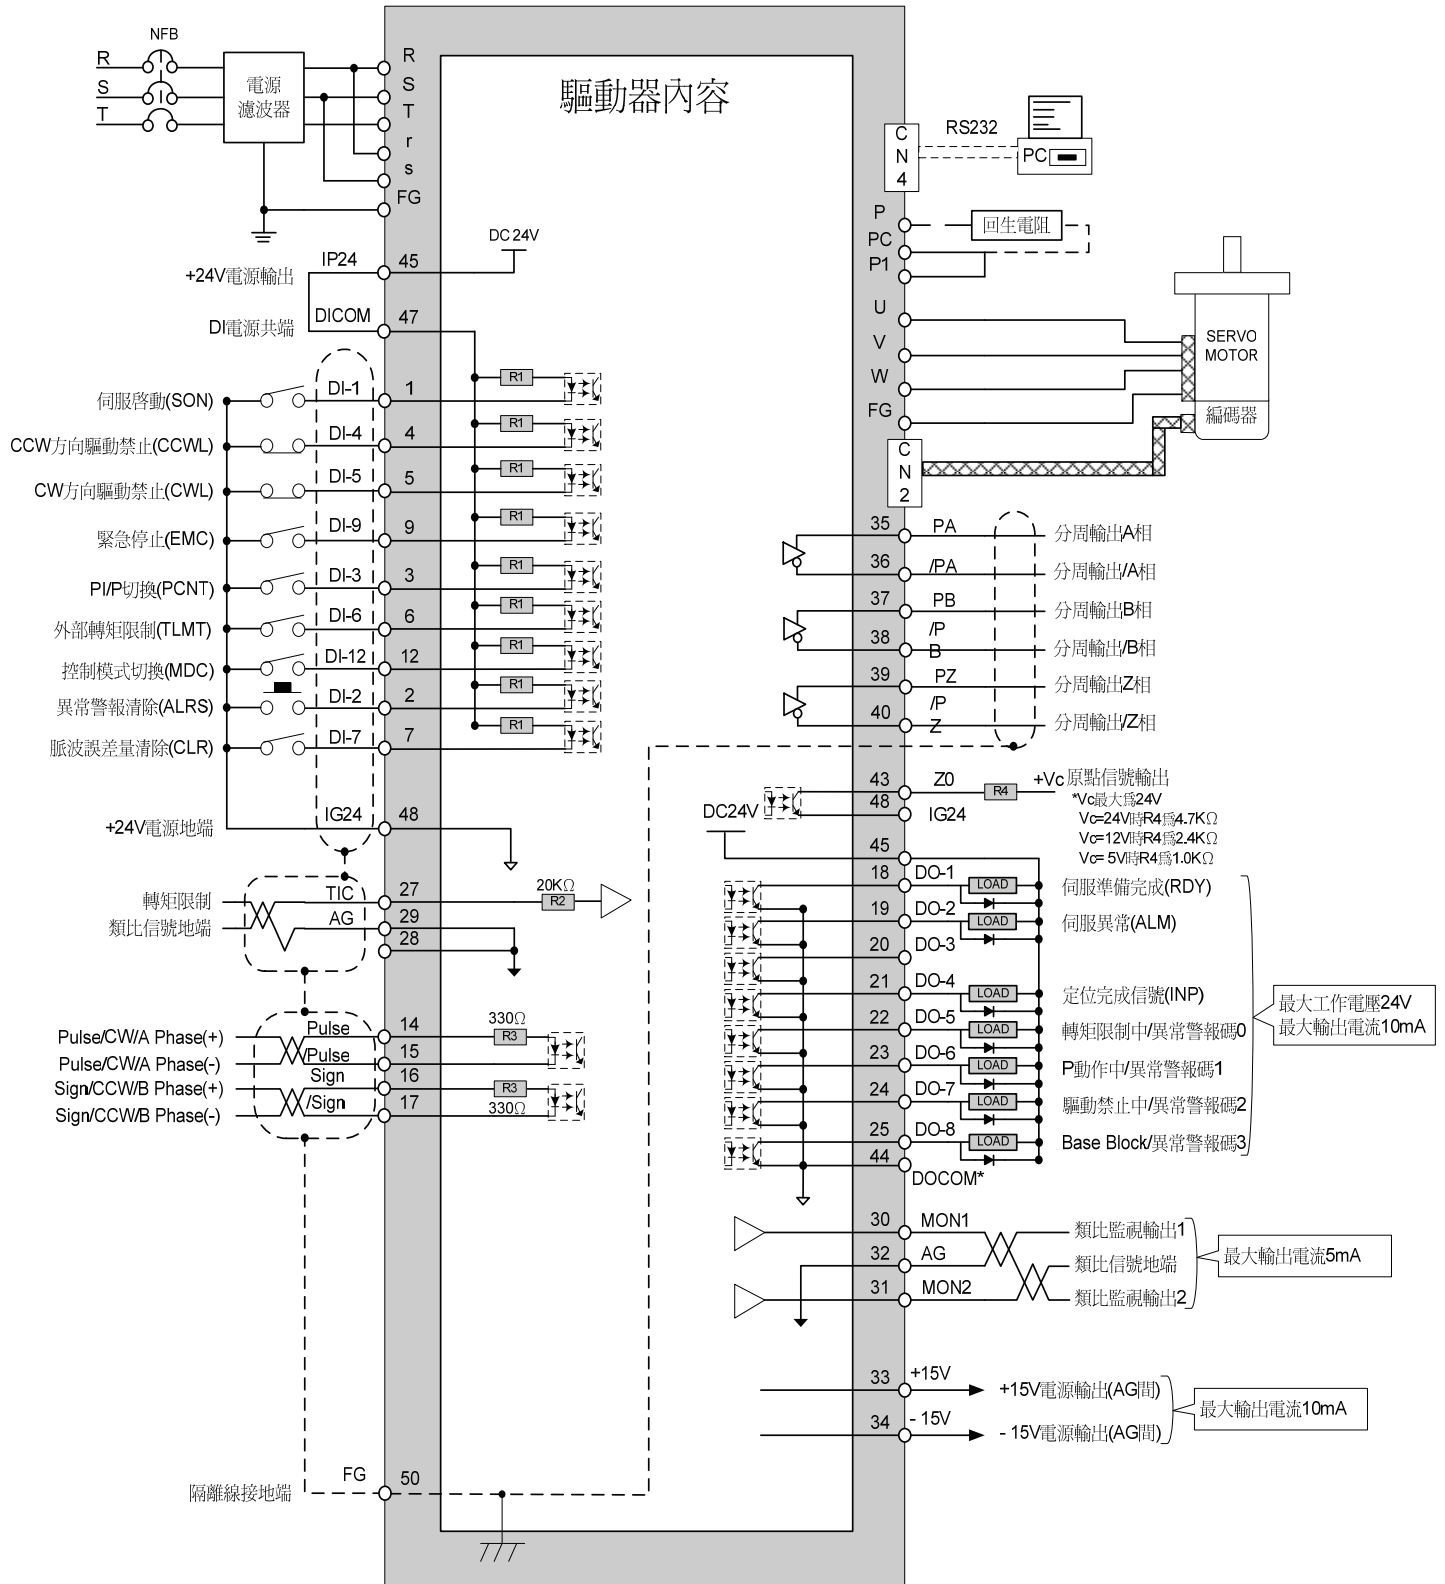 NFB
R
S
T
電源
濾波器
R
S
T
r
s
FG
驅動器內容
C
N
4
RS232
PC
P
PC
P1
回生電阻
DC 24V
IP24
45
+24V電源輸出
DICOM
47
DI電源共端
U
V
W
FG
SERVO
MOTOR
編碼器
C
N
2
伺服啓動(SON)
DI-1
1
R1
CCW方向驅動禁止(CCWL)
DI-4
4
R1
CW方向驅動禁止(CWL)
DI-5
5
R1
緊急停止(EMC)
DI-9
9
R1
PI/P切換(PCNT)
DI-3
3
R1
外部轉矩限制(TLMT)
DI-6
6
R1
控制模式切換(MDC)
DI-12
12
R1
異常警報清除(ALRS)
DI-2
2
R1
脈波誤差量清除(CLR)
DI-7
7
R1
+24V電源地端
IG24
48
35
PA
分周輸出A相
36
/PA
分周輸出/A相
37
PB
分周輸出B相
38
/P
B
分周輸出/B相
39
PZ
分周輸出Z相
40
/P
Z
分周輸出/Z相
43
Z0
R4
+Vc
原點信號輸出
*Vc最大爲24V
Vc=24V時R4爲4.7KΩ
Vc=12V時R4爲2.4KΩ
Vc= 5V時R4爲1.0KΩ
48
IG24
DC24V
45
轉矩限制
TIC
27
20KΩ
R2
類比信號地端
AG
29
28
18
DO-1
LOAD
伺服準備完成(RDY)
19
DO-2
LOAD
伺服異常(ALM)
20
DO-3
21
DO-4
LOAD
定位完成信號(INP)
22
DO-5
LOAD
轉矩限制中/異常警報碼0
23
DO-6
LOAD
P動作中/異常警報碼1
24
DO-7
LOAD
驅動禁止中/異常警報碼2
25
DO-8
LOAD
Base Block/異常警報碼3
44
DOCOM*
最大工作電壓24V
最大輸出電流10mA
Pulse/CW/A Phase(+)
Pulse
14
330Ω
R3
Pulse/CW/A Phase(-)
/Pulse
15
Sign/CCW/B Phase(+)
Sign
16
R3
330Ω
Sign/CCW/B Phase(-)
/Sign
17
30
MON1
類比監視輸出1
32
AG
類比信號地端
31
MON2
類比監視輸出2
最大輸出電流5mA
33
+15V
+15V電源輸出(AG間)
34
- 15V
- 15V電源輸出(AG間)
最大輸出電流10mA
隔離線接地端
FG
50